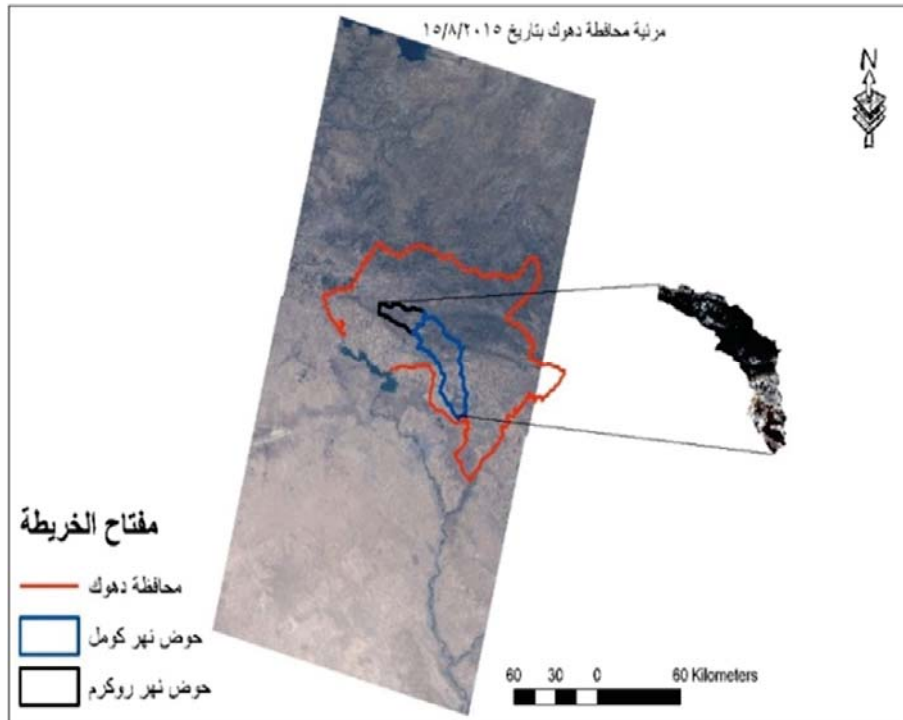 مرئية محافظة دهوك بتاريخ ١٥/٨/٢٠١٥
N
مفتاح الخريطة
محافظة دهوك
حوض نهر كومل
حوض نهر روكرم
60 30 0 60 Kilometers